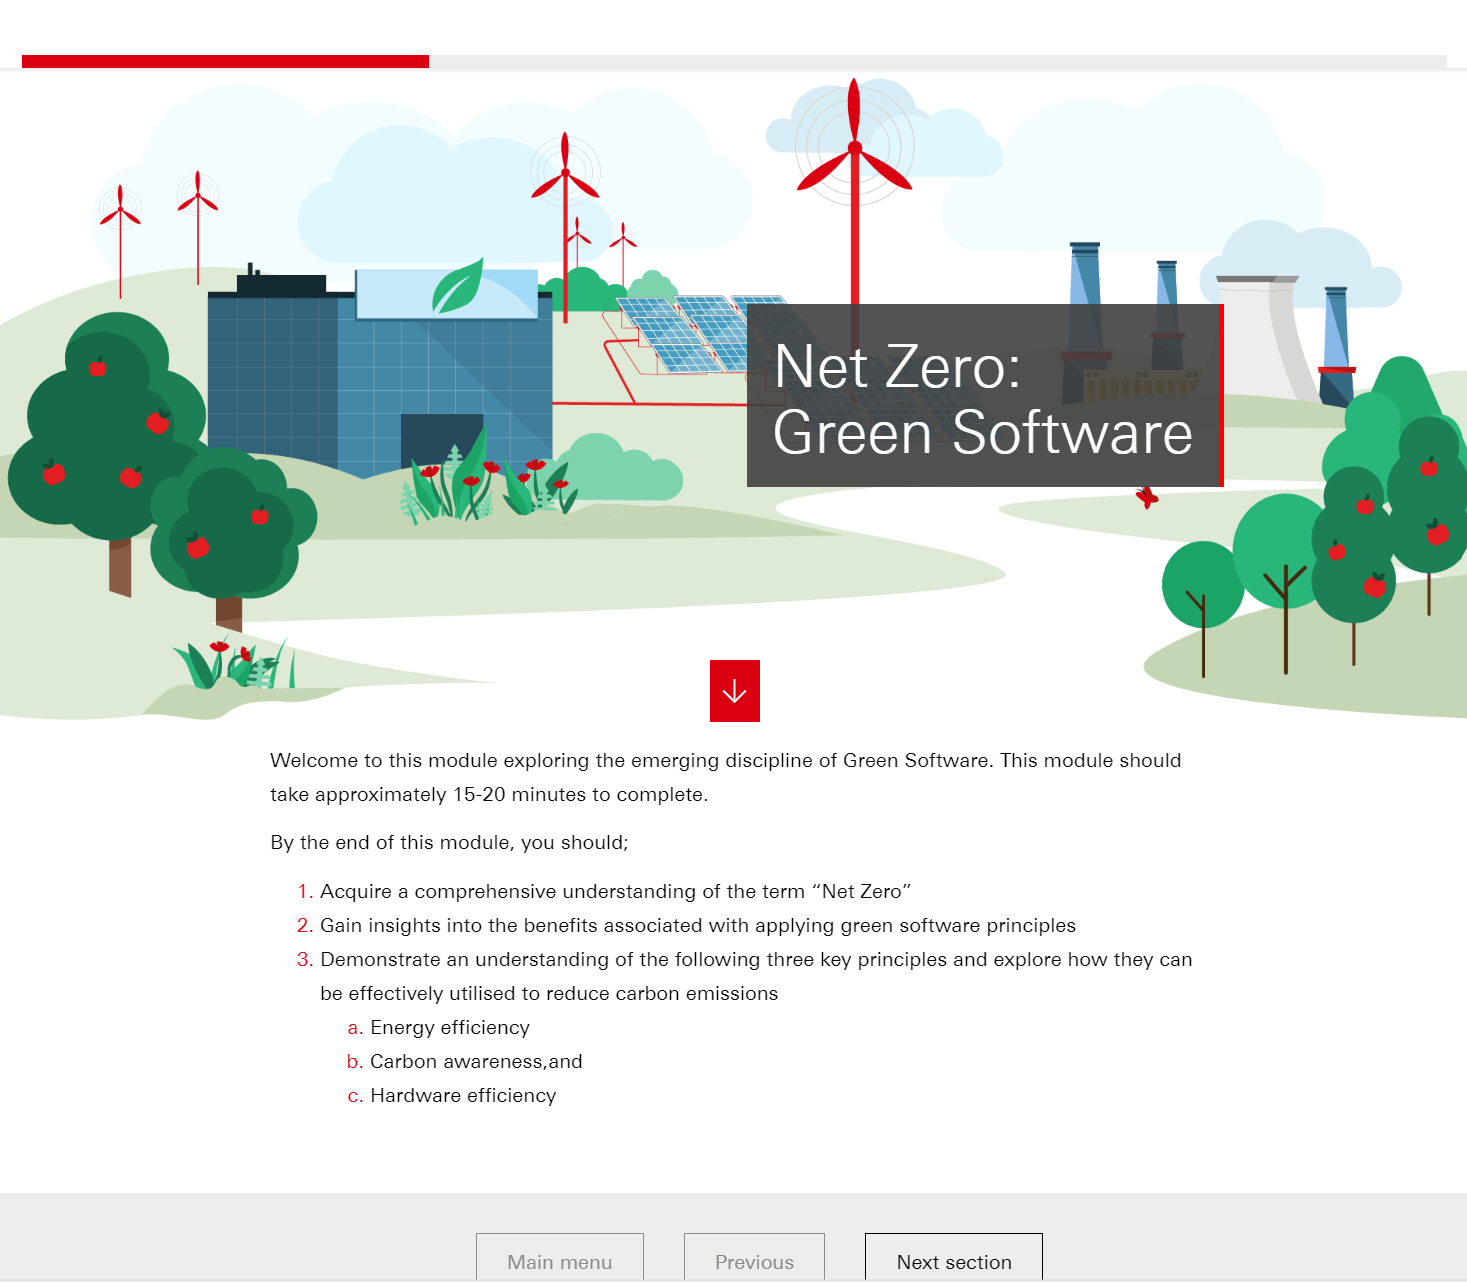 Net Zero:
Green Software
Welcome to this module exploring the emerging discipline of Green Software. This module should
take approximately 15-20 minutes to complete.
By the end of this module, you should;
1. Acquire a comprehensive understanding of the term “Net Zero”
2. Gain insights into the benefits associated with applying green software principles
3. Demonstrate an understanding of the following three key principles and explore how they can
be effectively utilised to reduce carbon emissions
a. Energy efficiency
b. Carbon awareness,and
c. Hardware efficiency
Main menu
Previous
Next section